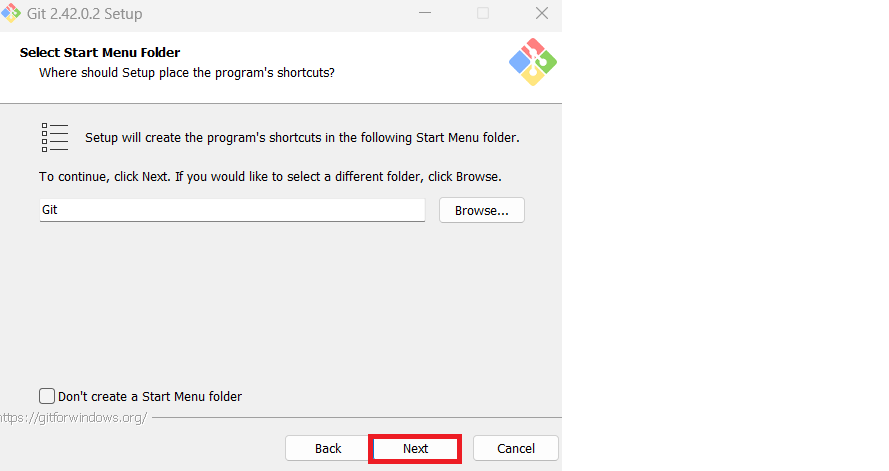 Git 2.42.0.2 Setup
Select Start Menu Folder
Where should Setup place the program's shortcuts?
Setup will create the program's shortcuts in the following Start Menu folder.
To continue, click Next. If you would like to select a different folder, click Browse.
Git
Browse...
Don't create a Start Menu folder
https://gitforwindows.org/
Back
Next
Cancel